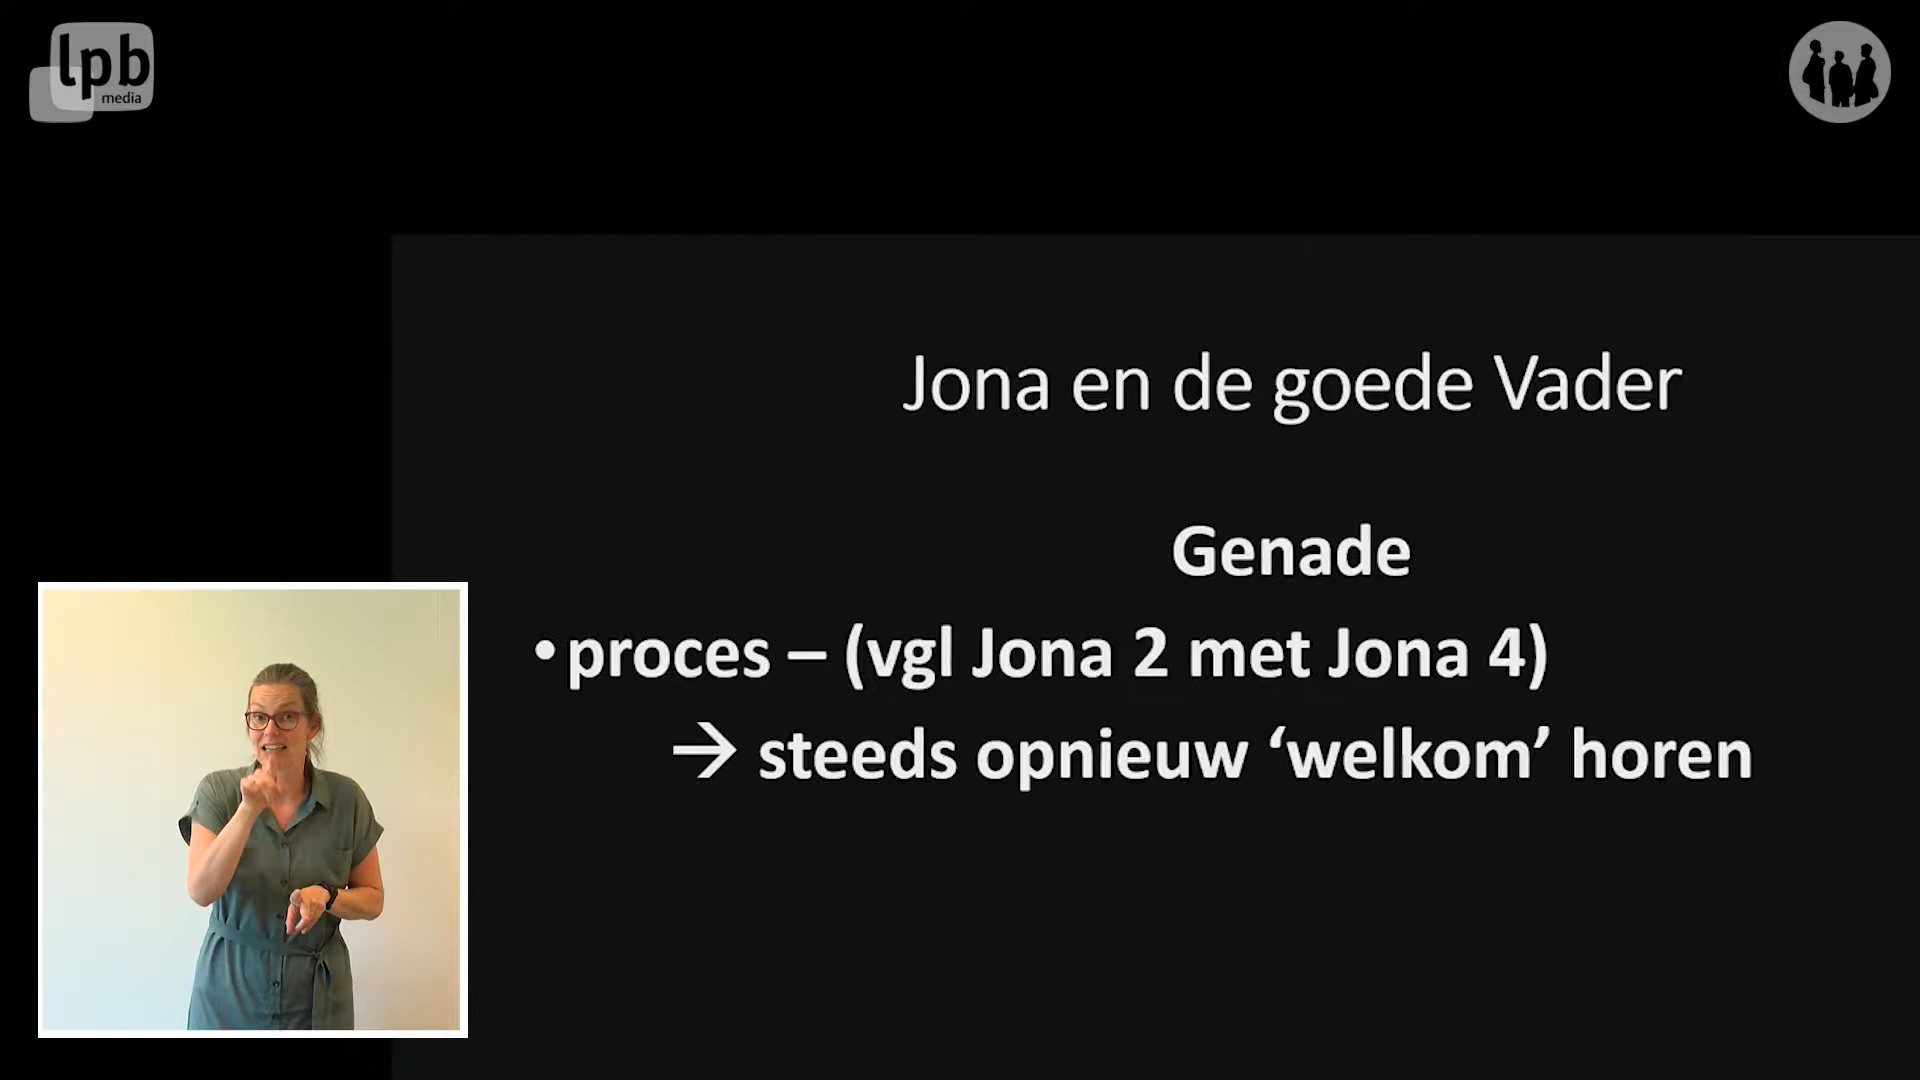 lpb
media
Jona en de goede Vader
Genade
• proces – (vgl Jona 2 met Jona 4)
→ steeds opnieuw ‘welkom’ horen